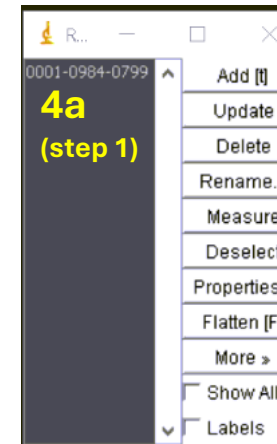 R...
0001-0984-0799
4a
(step 1)
Add [t]
Update
Delete
Rename.
Measure
Deselect
Properties
Flatten [F
More »
Show All
Labels